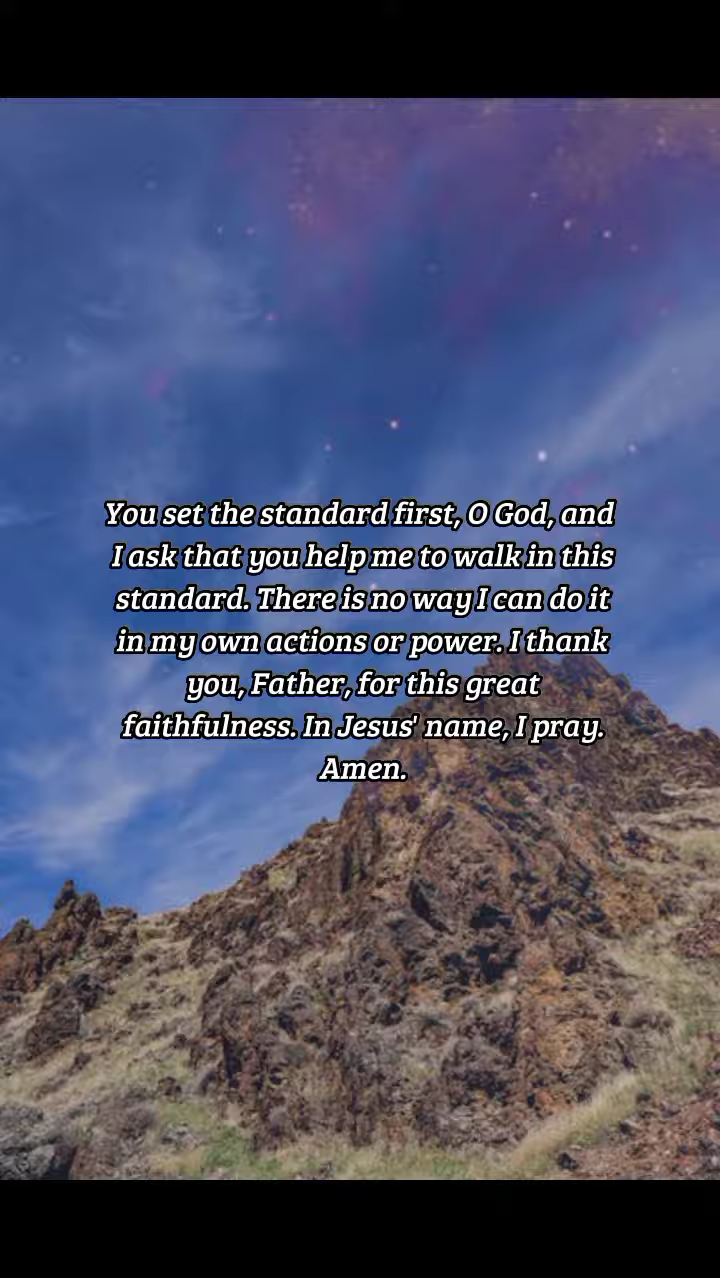 You set the standard first, O God, and
I ask that you help me to walk in this
standard. There is no way I can do it
in my own actions or power. I thank
you, Father, for this great
faithfulness. In Jesus' name, I pray.
Amen.